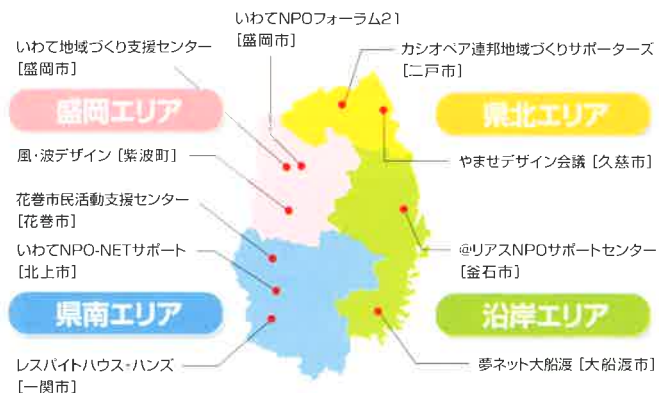 いわてNPOフォーラム21
[盛岡市]
いわて地域づくり支援センター
[盛岡市]
カシオペア連邦地域づくりサポーターズ
[二戸市]
盛岡エリア
県北エリア
風・波デザイン [紫波町]
やませデザイン会議 [久慈市]
花巻市民活動支援センター
[花巻市]
いわてNPO-NETサポート
[北上市]
@リアスNPOサポートセンター
[釜石市]
県南エリア
沿岸エリア
レスパイトハウス・ハンズ
[一関市]
夢ネット大船渡 [大船渡市]